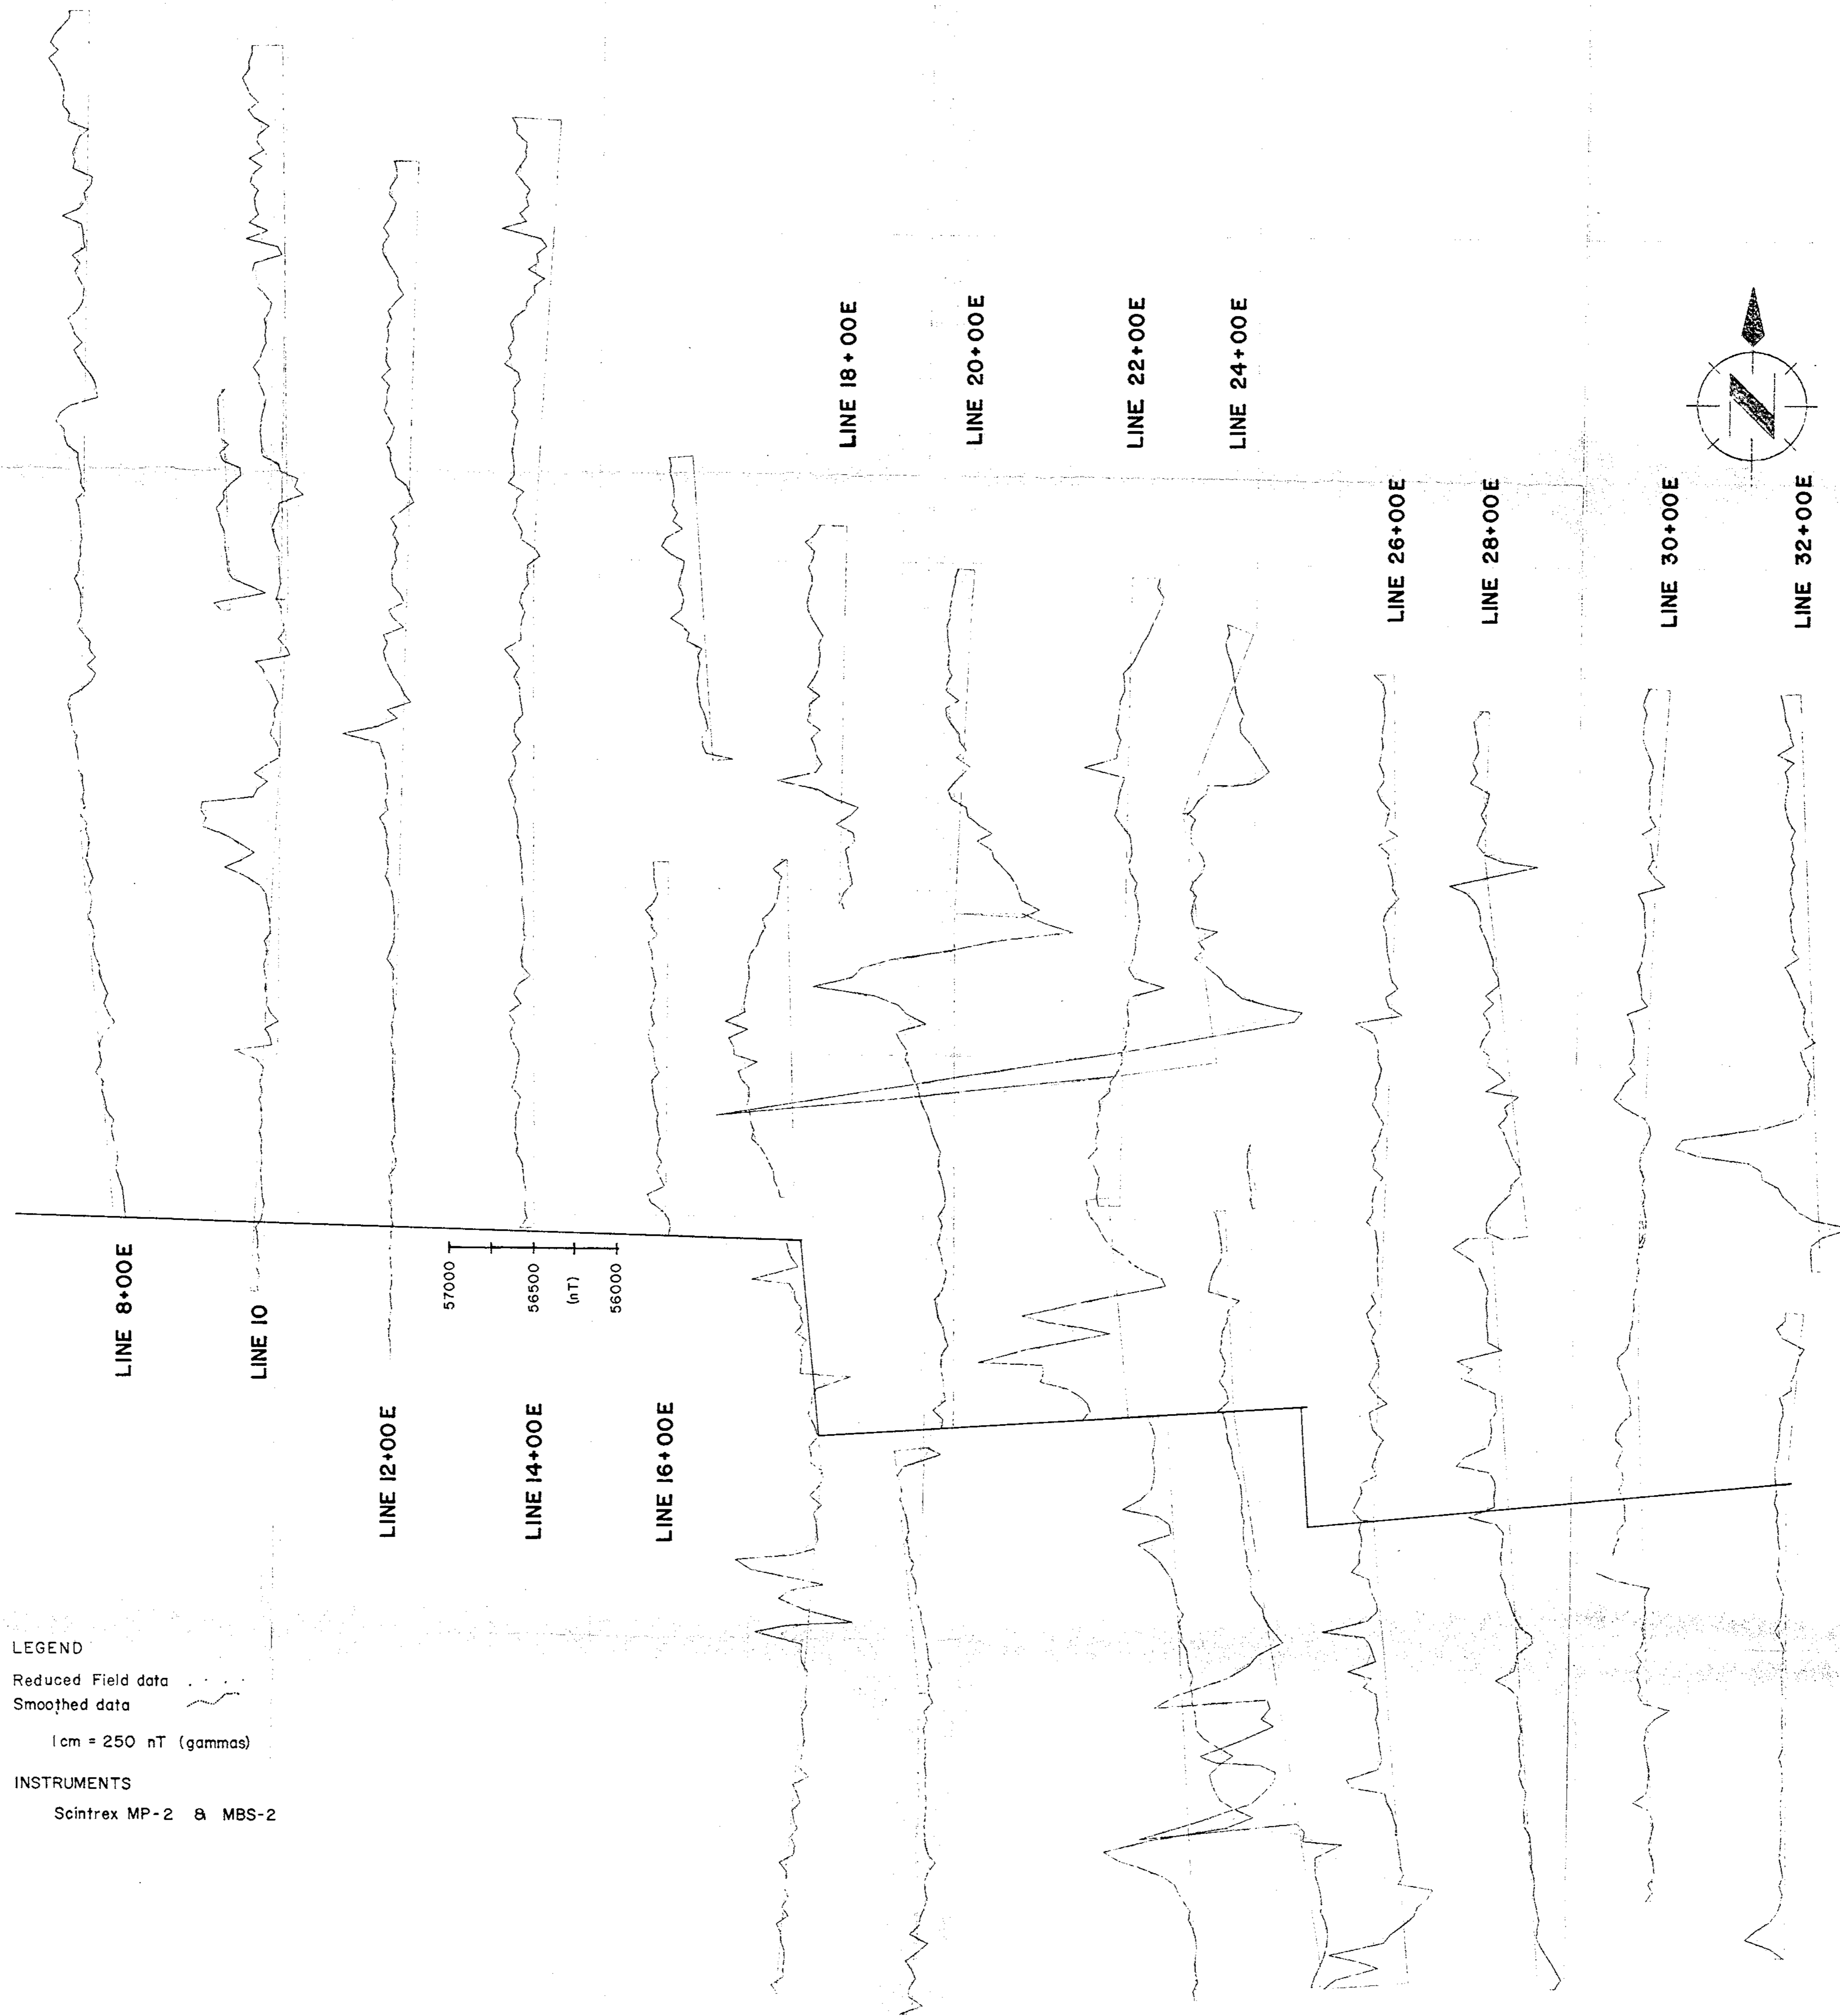 LINE 8+00E
LINE 10
LINE 12+00E
LINE 14+00E
LINE 16+00E
LINE 18+00E
LINE 20+00E
LINE 22+00E
LINE 24+00E
LINE 26+00E
LINE 28+00E
LINE 30+00E
LINE 32+00E
57000
56500
(nT)
56000
N
LEGEND
Reduced Field data
Smoothed data
1cm = 250 nT (gammas)
INSTRUMENTS
Scintrex MP-2 & MBS-2